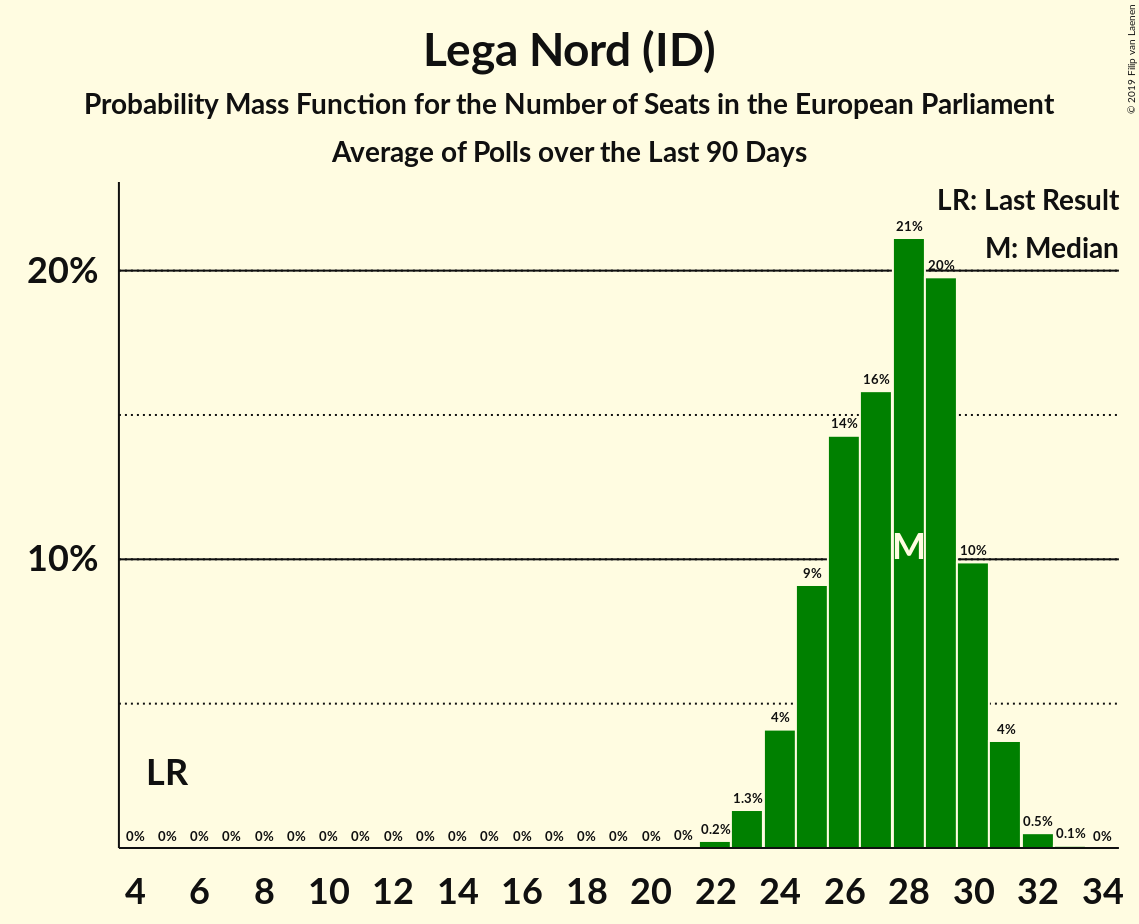 Lega Nord (ID)
Probability Mass Function for the Number of Seats in the European Parliament
Average of Polls over the Last 90 Days
© 2019 Filip van Laenen
LR: Last Result
M: Median
20%
10%
21%
20%
16%
14%
10%
9%
4%
4%
1.3%
0.5%
0.2%
0.1%
0% 0% 0% 0% 0% 0% 0% 0% 0% 0% 0% 0% 0% 0% 0% 0% 0% 0% 0%
M
LR
4 6 8 10 12 14 16 18 20 22 24 26 28 30 32 34